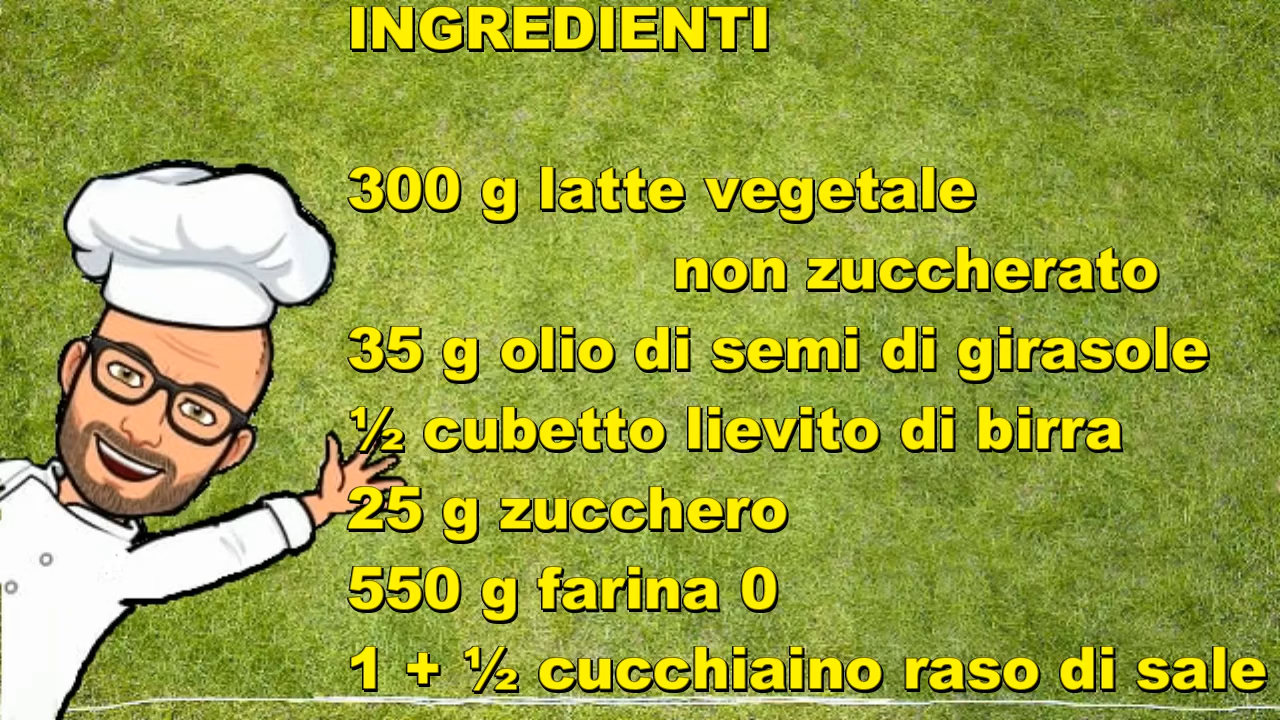 INGREDIENTI
300 g latte vegetale
non zuccherato
35 g olio di semi di girasole
½ cubetto lievito di birra
25 g zucchero
550 g farina 0
1 + ½ cucchiaino raso di sale